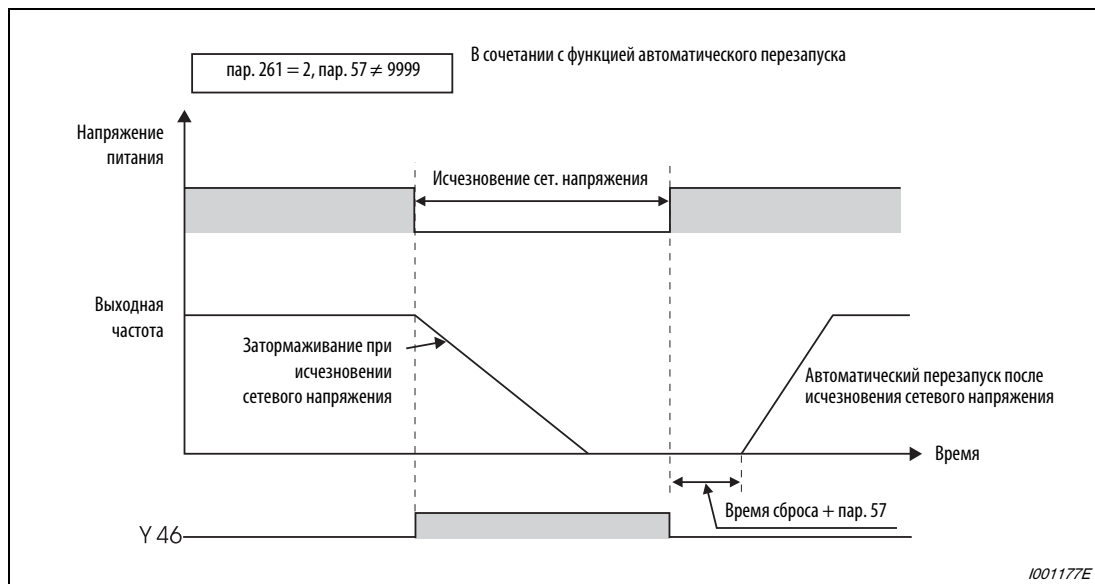 В сочетании с функцией автоматического перезапуска
пар. 261 = 2, пар. 57 ≠ 9999
Напряжение
питания
Исчезновение сет. напряжения
Выходная
частота
Затормаживание при
исчезновении
сетевого напряжения
Автоматический перезапуск после
исчезновения сетевого напряжения
Время
Время сброса + пар. 57
Y 46
I001177E